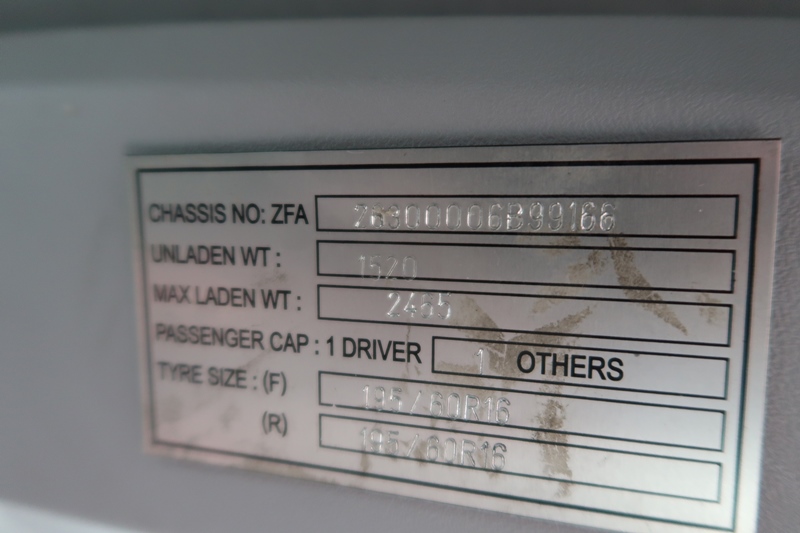 CHASSIS NO: ZFA 26300006B99166
UNLADEN WT : 1520
MAX LADEN WT : 2465
PASSENGER CAP : 1 DRIVER 1 OTHERS
TYRE SIZE : (F) 195/60R16
(R) 195/60R16